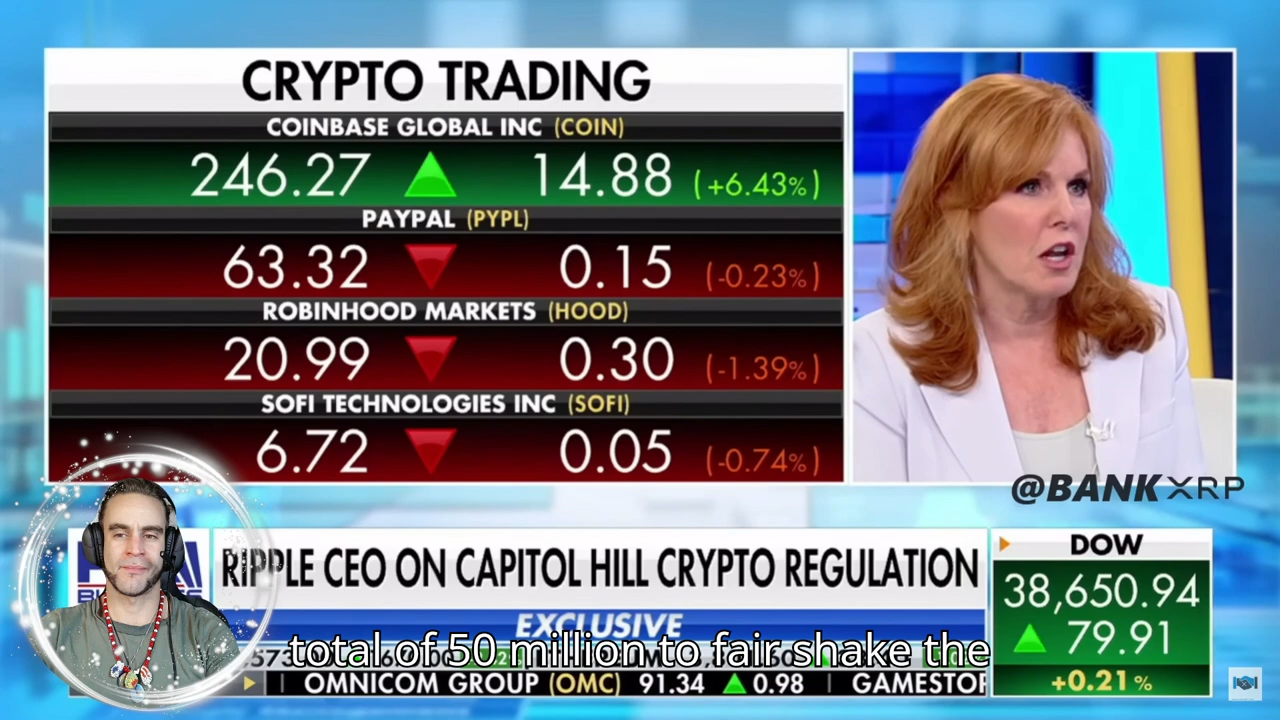 CRYPTO TRADING
COINBASE GLOBAL INC (COIN)
246.27 ▲ 14.88 (+6.43%)
PAYPAL (PYPL)
63.32 ▼ 0.15 (-0.23%)
ROBINHOOD MARKETS (HOOD)
20.99 ▼ 0.30 (-1.39%)
SOFI TECHNOLOGIES INC (SOFI)
6.72 ▼ 0.05 (-0.74%)
@BANKXRP
RIPPLE CEO ON CAPITOL HILL CRYPTO REGULATION
EXCLUSIVE
total of 50 million to fair shake the
OMNICOM GROUP (OMC) 91.34 ▲ 0.98 | GAMESTOP
DOW
38,650.94
▲ 79.91
+0.21%